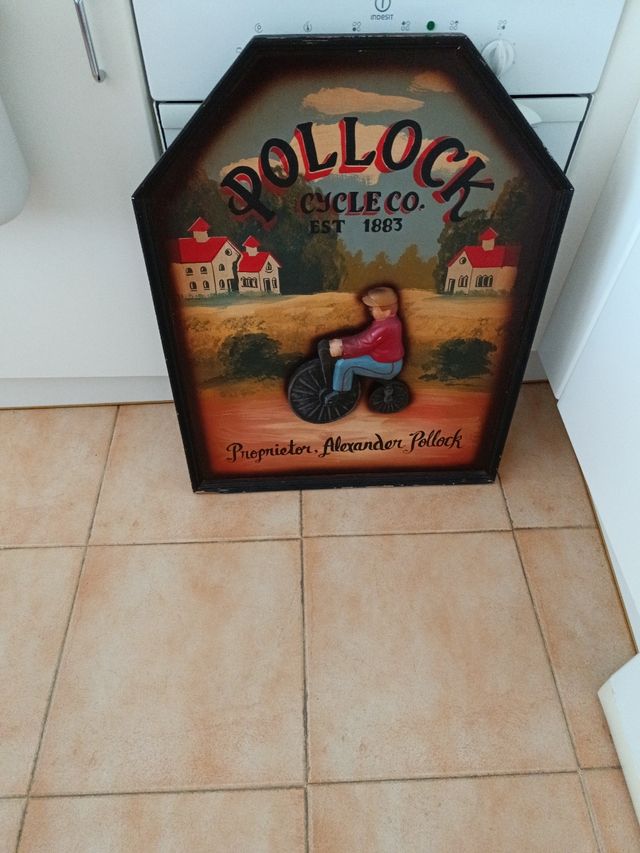 indesit
POLLOCK
CYCLE CO.
EST 1883
Proprietor, Alexander Pollock